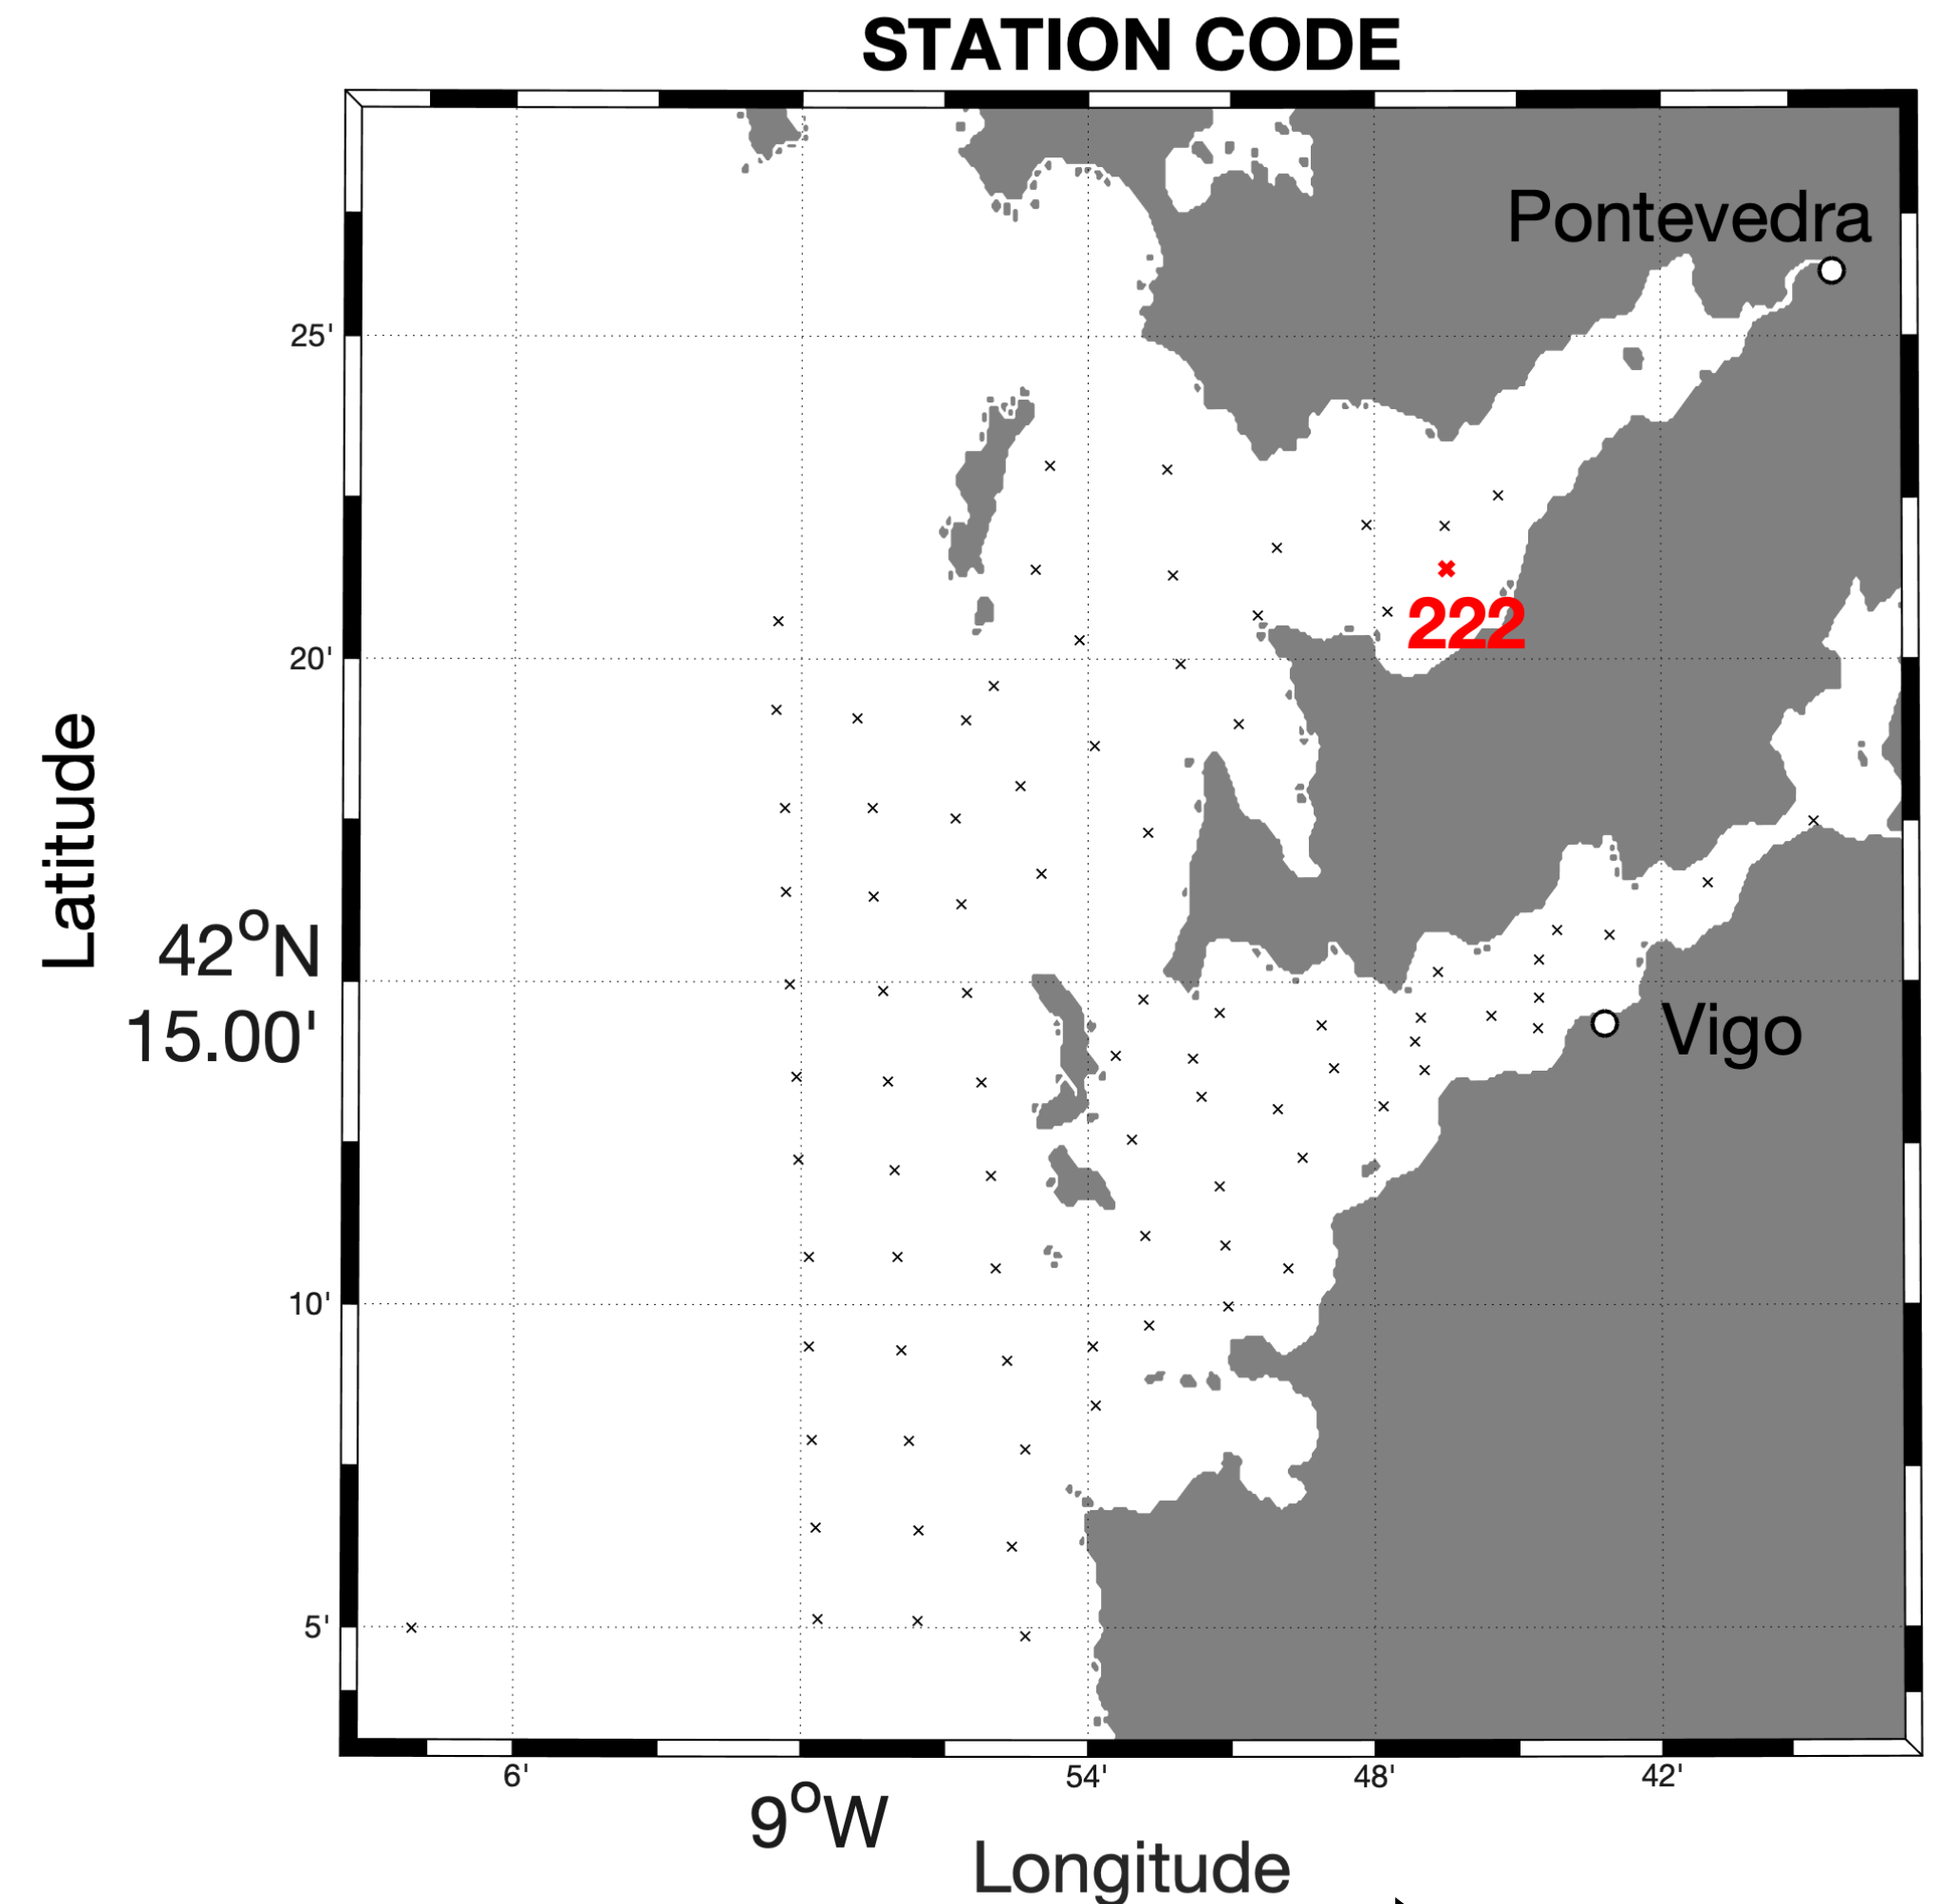 STATION CODE
Pontevedra
25'
222
20'
Latitude
42°N
15.00'
Vigo
10'
5'
6'
9°W
54'
48'
42'
Longitude